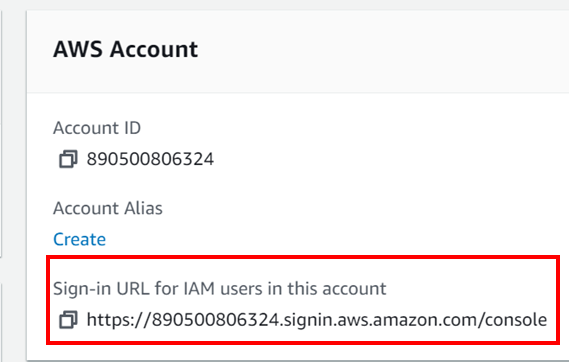 AWS Account
Account ID
890500806324
Account Alias
Create
Sign-in URL for IAM users in this account
https://890500806324.signin.aws.amazon.com/console